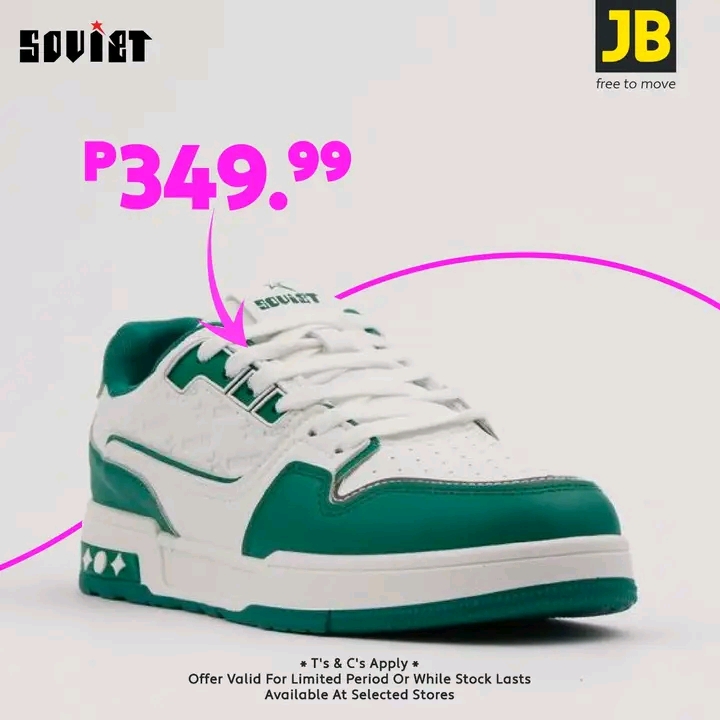 SOVIET
JB
free to move
P349.99
SOVIET
* T's & C's Apply *
Offer Valid For Limited Period Or While Stock Lasts
Available At Selected Stores